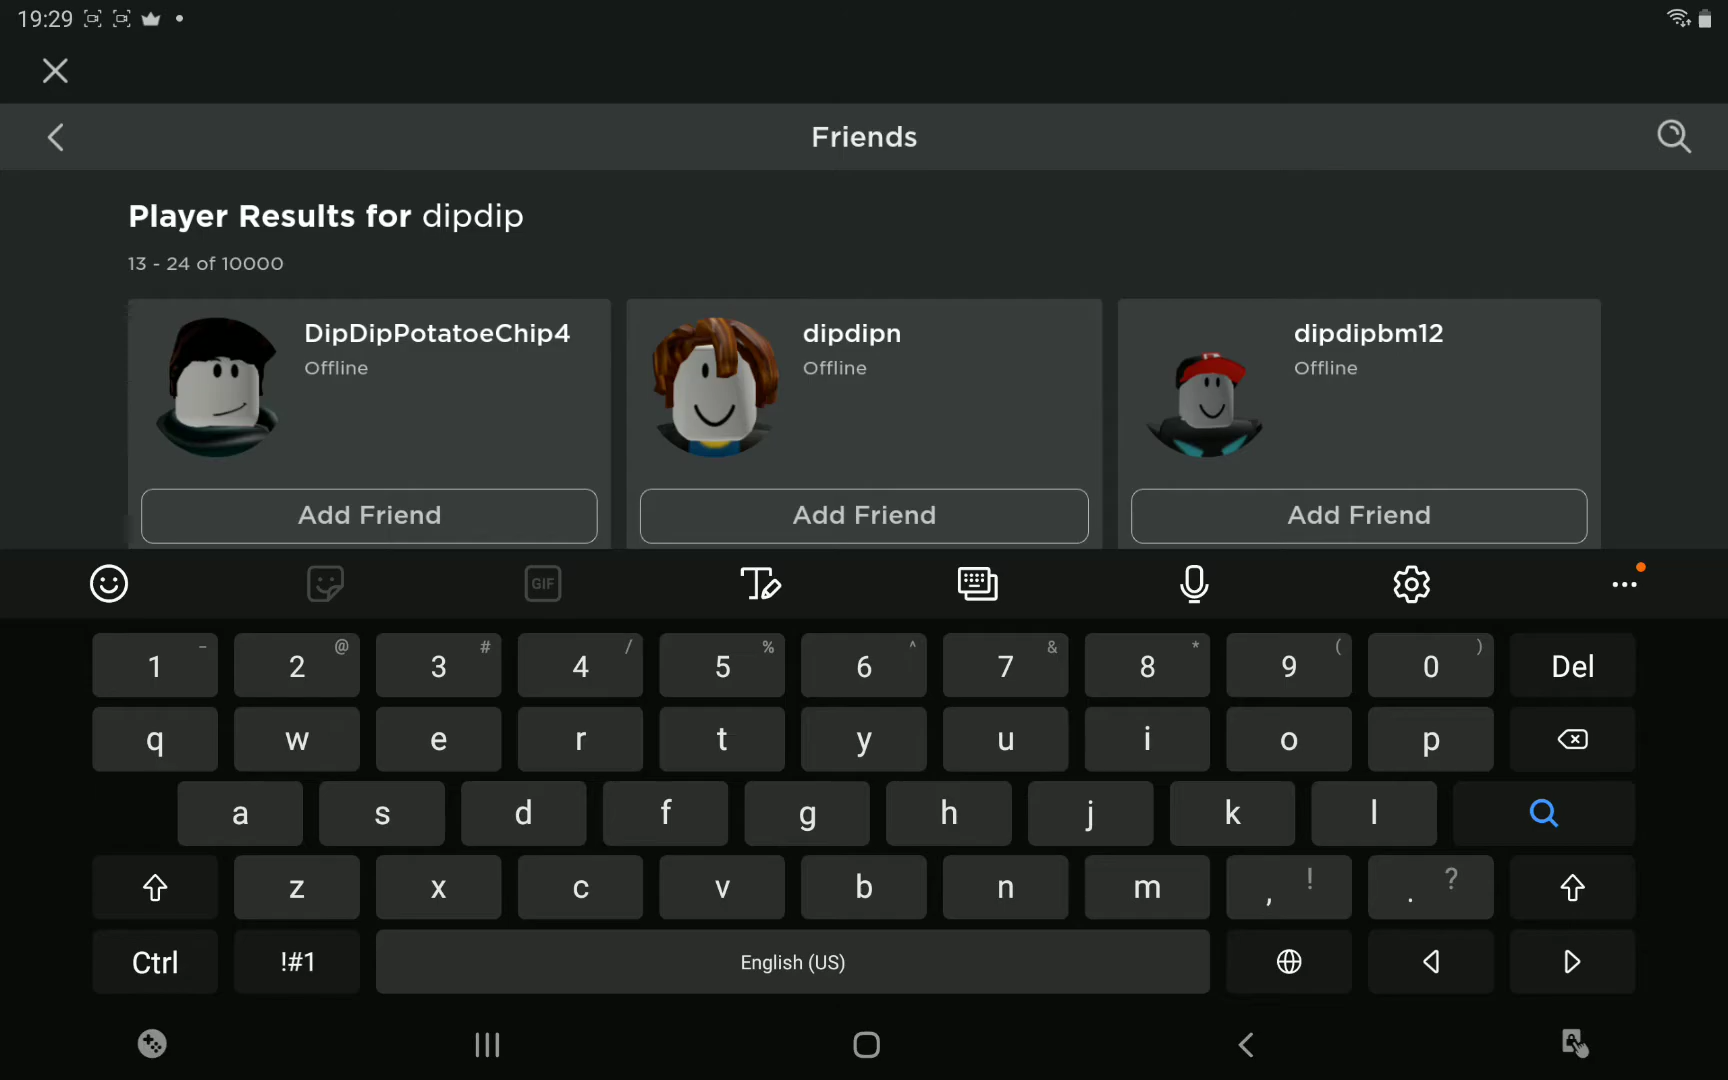 19:29
Friends
Player Results for dipdip
13 - 24 of 10000
DipDipPotatoeChip4 dipdipn dipdipbm12
Offline Offline Offline
Add Friend Add Friend Add Friend
GIF
1 - 2 @ 3 # 4 / 5 % 6 ^ 7 & 8 * 9 ( 0 ) Del
q w e r t y u i o p
a s d f g h j k l
z x c v b n m , ! . ?
Ctrl !#1 English (US)